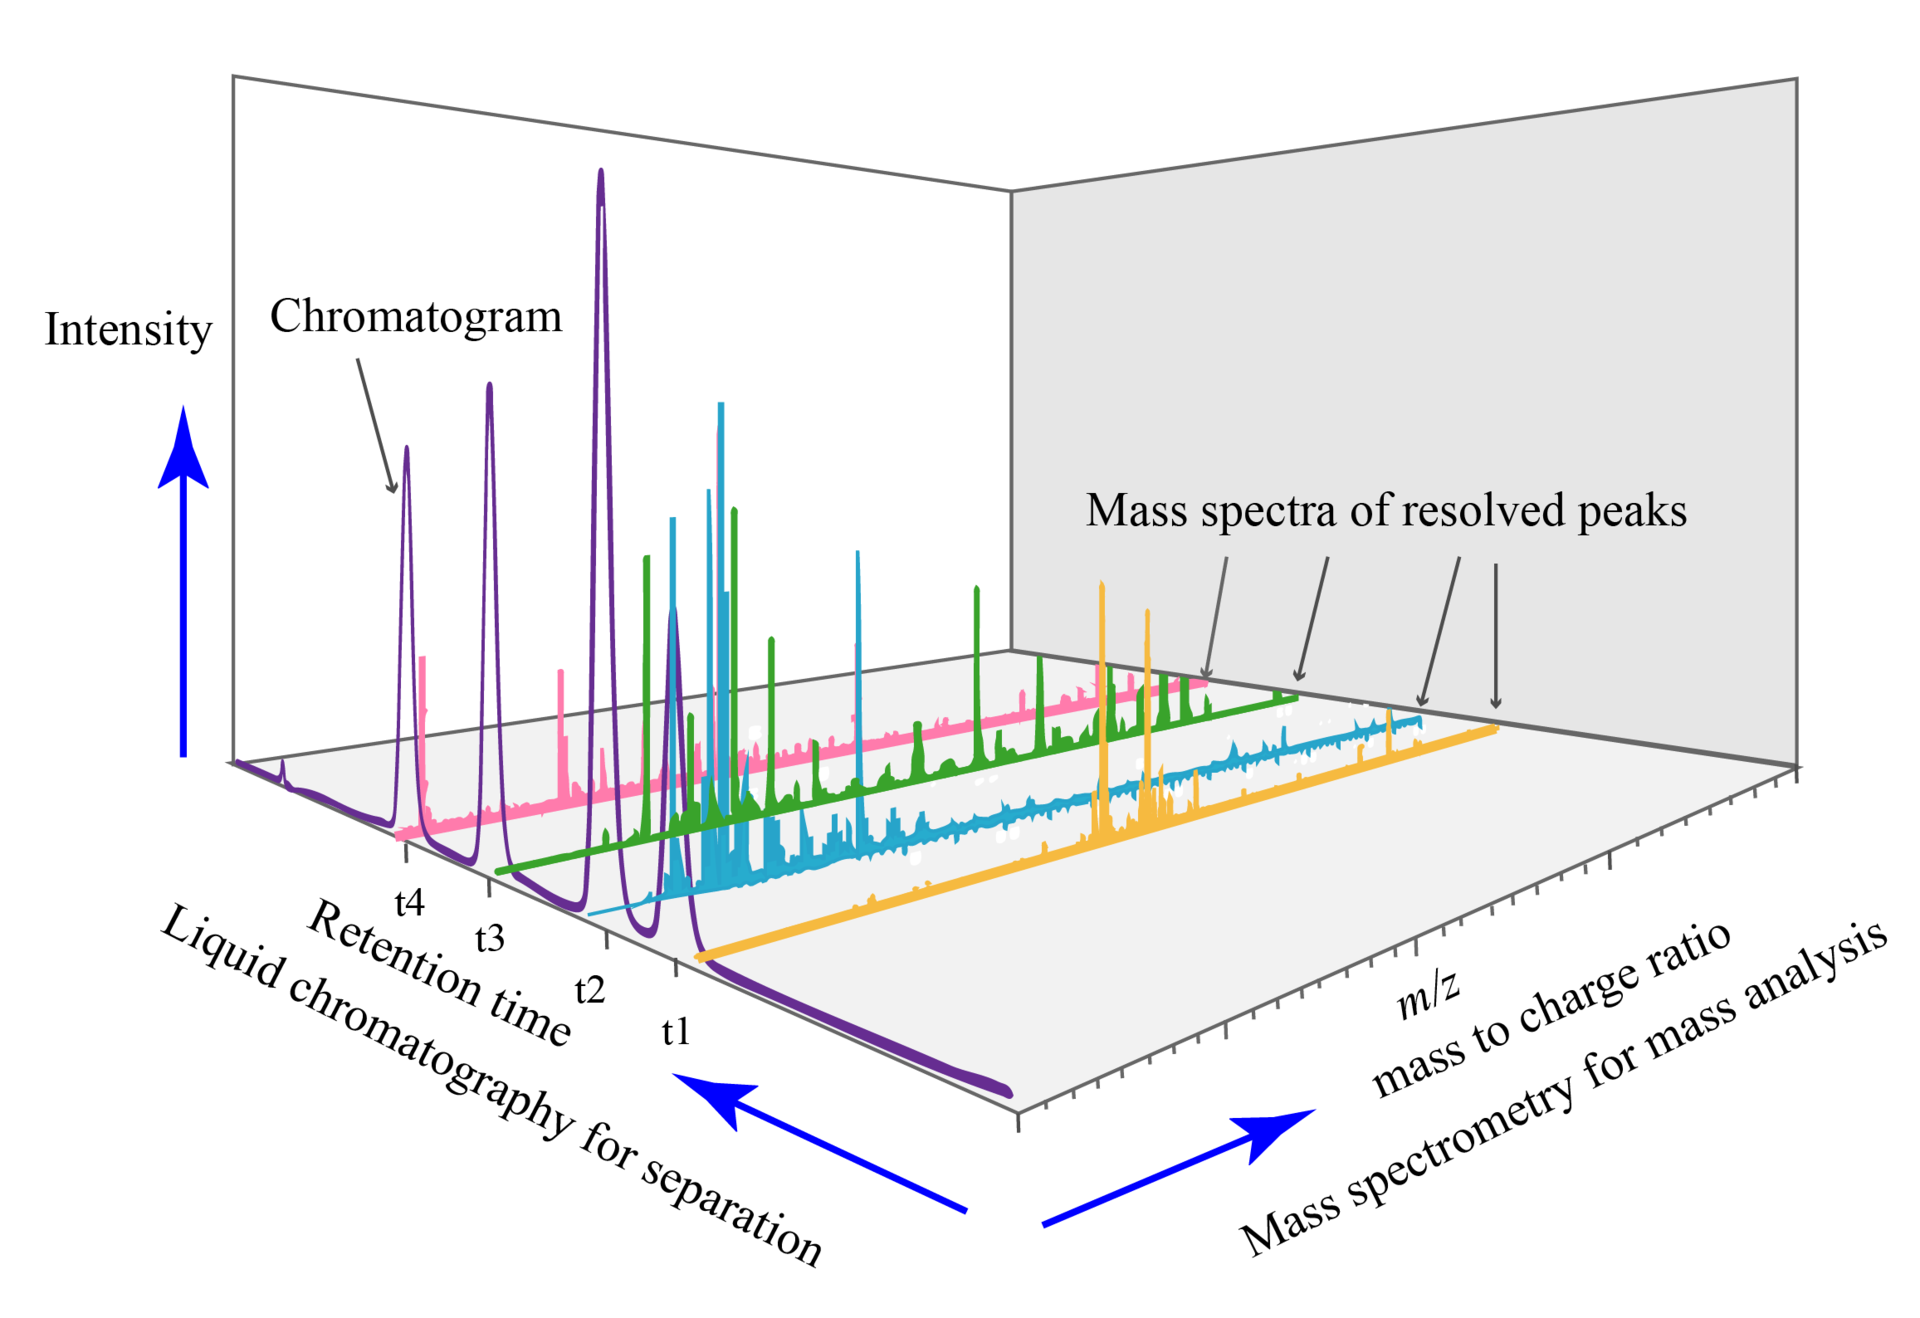 Intensity
Chromatogram
Mass spectra of resolved peaks
t4
t3
t2
t1
Retention time
Liquid chromatography for separation
m/z
mass to charge ratio
Mass spectrometry for mass analysis